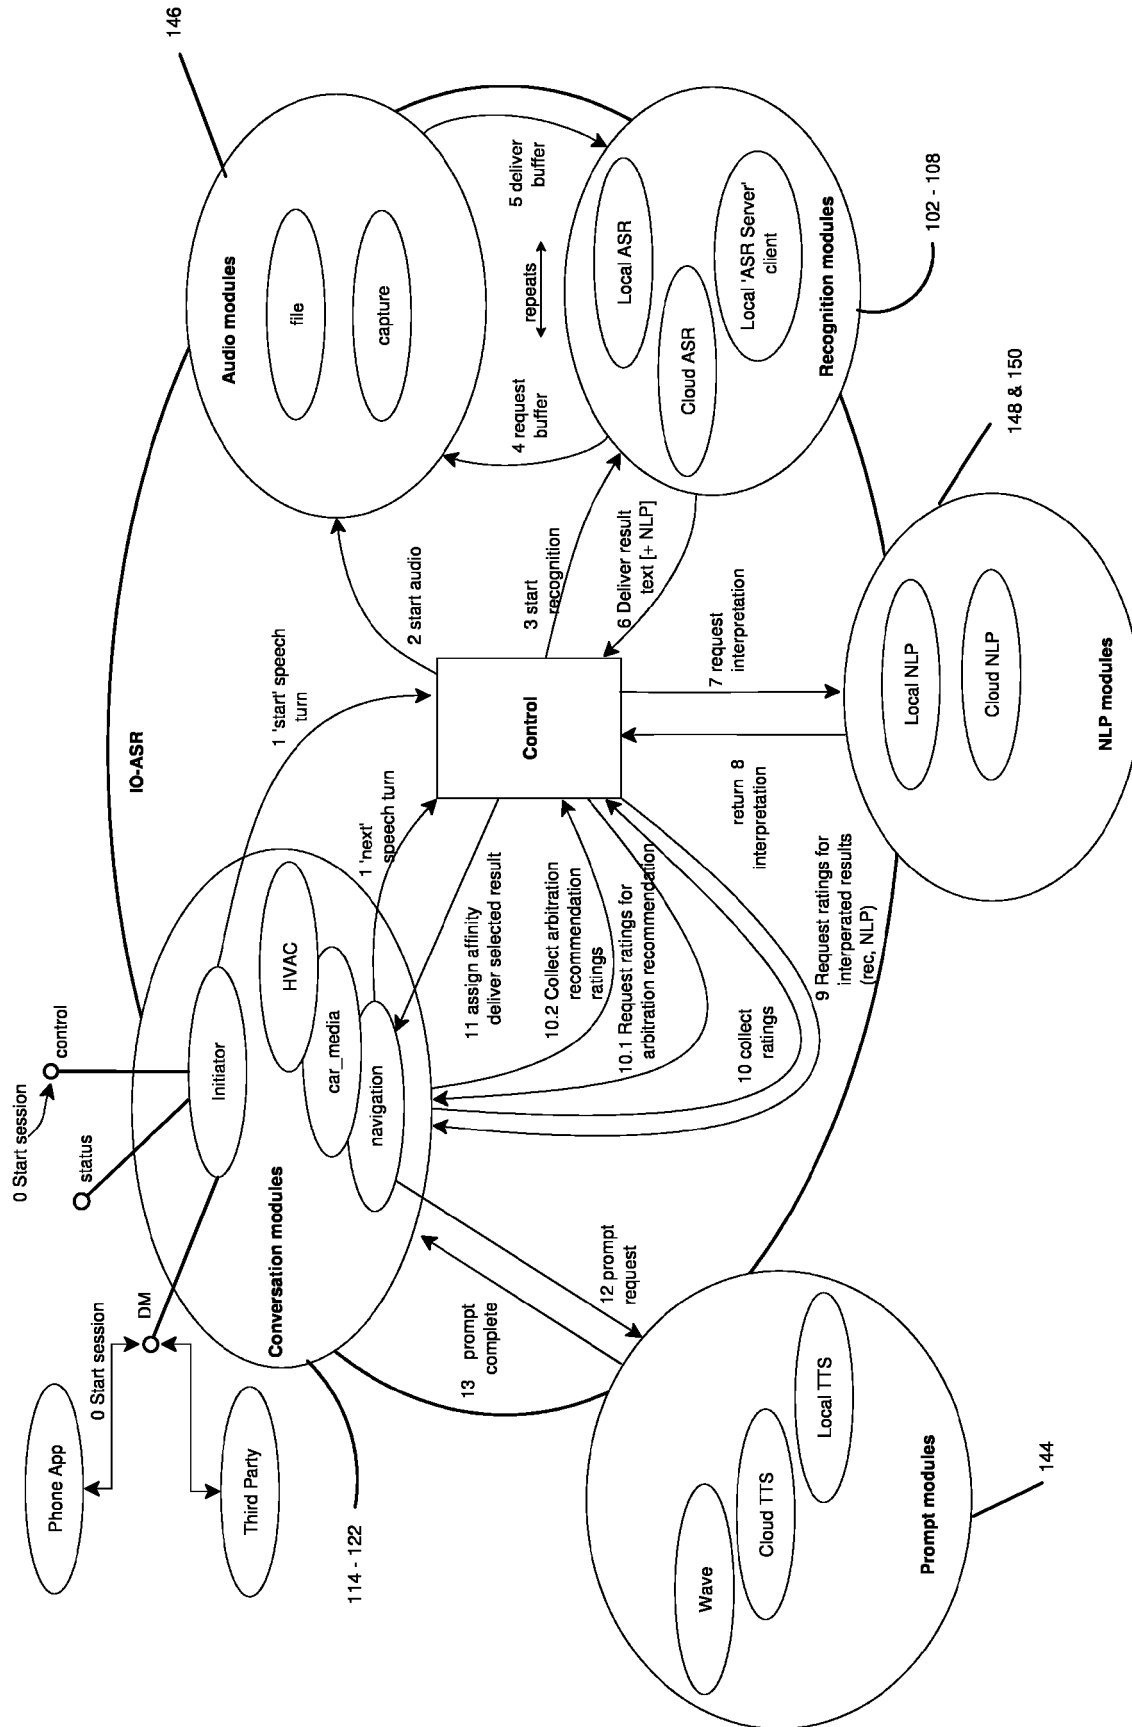 Phone App
Third Party
0 Start session
DM
0 Start session
control
status
Initiator
HVAC
car_media
navigation
Conversation modules
114 - 122
IO-ASR
146
Audio modules
file
capture
1 'start' speech
turn
1 'next'
speech turn
2 start audio
3 start
recognition
4 request
buffer
repeats
5 deliver
buffer
Local ASR
Cloud ASR
Local 'ASR Server'
client
Recognition modules
102 - 108
6 Deliver result
text [+ NLP]
Control
7 request
interpretation
return 8
interpretation
148 & 150
Local NLP
Cloud NLP
NLP modules
9 Request ratings for
interperated results
(rec, NLP)
10 collect
ratings
10.1 Request ratings for
arbitration recommendation
10.2 Collect arbitration
recommendation
ratings
11 assign affinity
deliver selected result
12 prompt
request
13 prompt
complete
Wave
Cloud TTS
Local TTS
Prompt modules
144